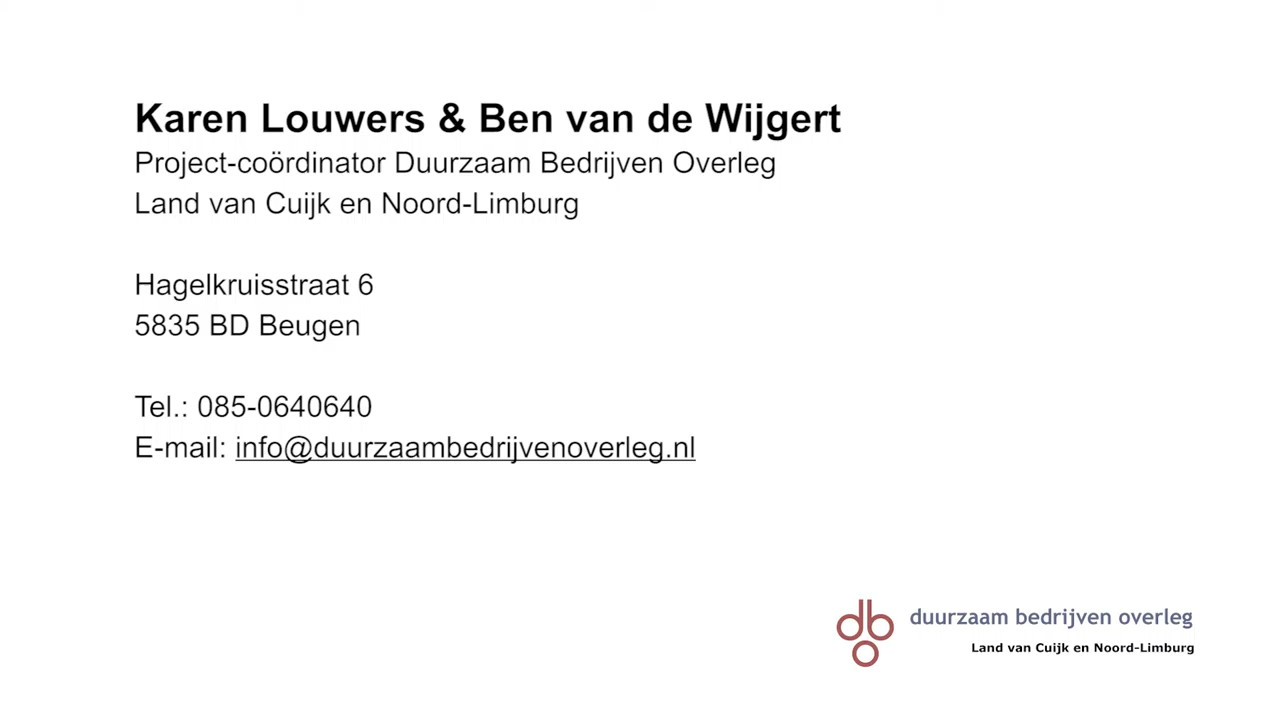 Karen Louwers & Ben van de Wijgert
Project-coördinator Duurzaam Bedrijven Overleg
Land van Cuijk en Noord-Limburg
Hagelkruisstraat 6
5835 BD Beugen
Tel.: 085-0640640
E-mail: info@duurzaambedrijvenoverleg.nl
duurzaam bedrijven overleg
Land van Cuijk en Noord-Limburg